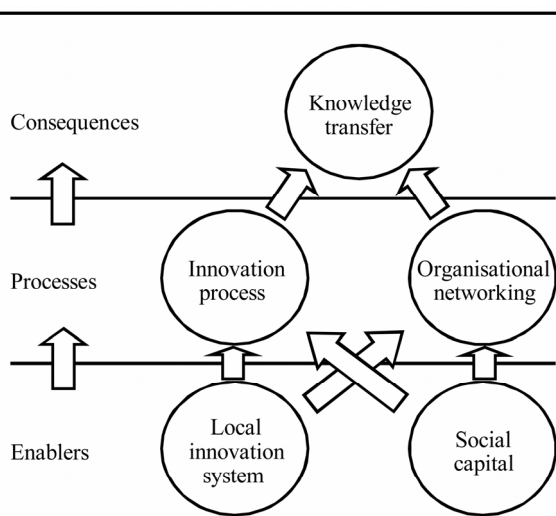 Consequences
Knowledge
transfer
Processes
Innovation
process
Organisational
networking
Enablers
Local
innovation
system
Social
capital